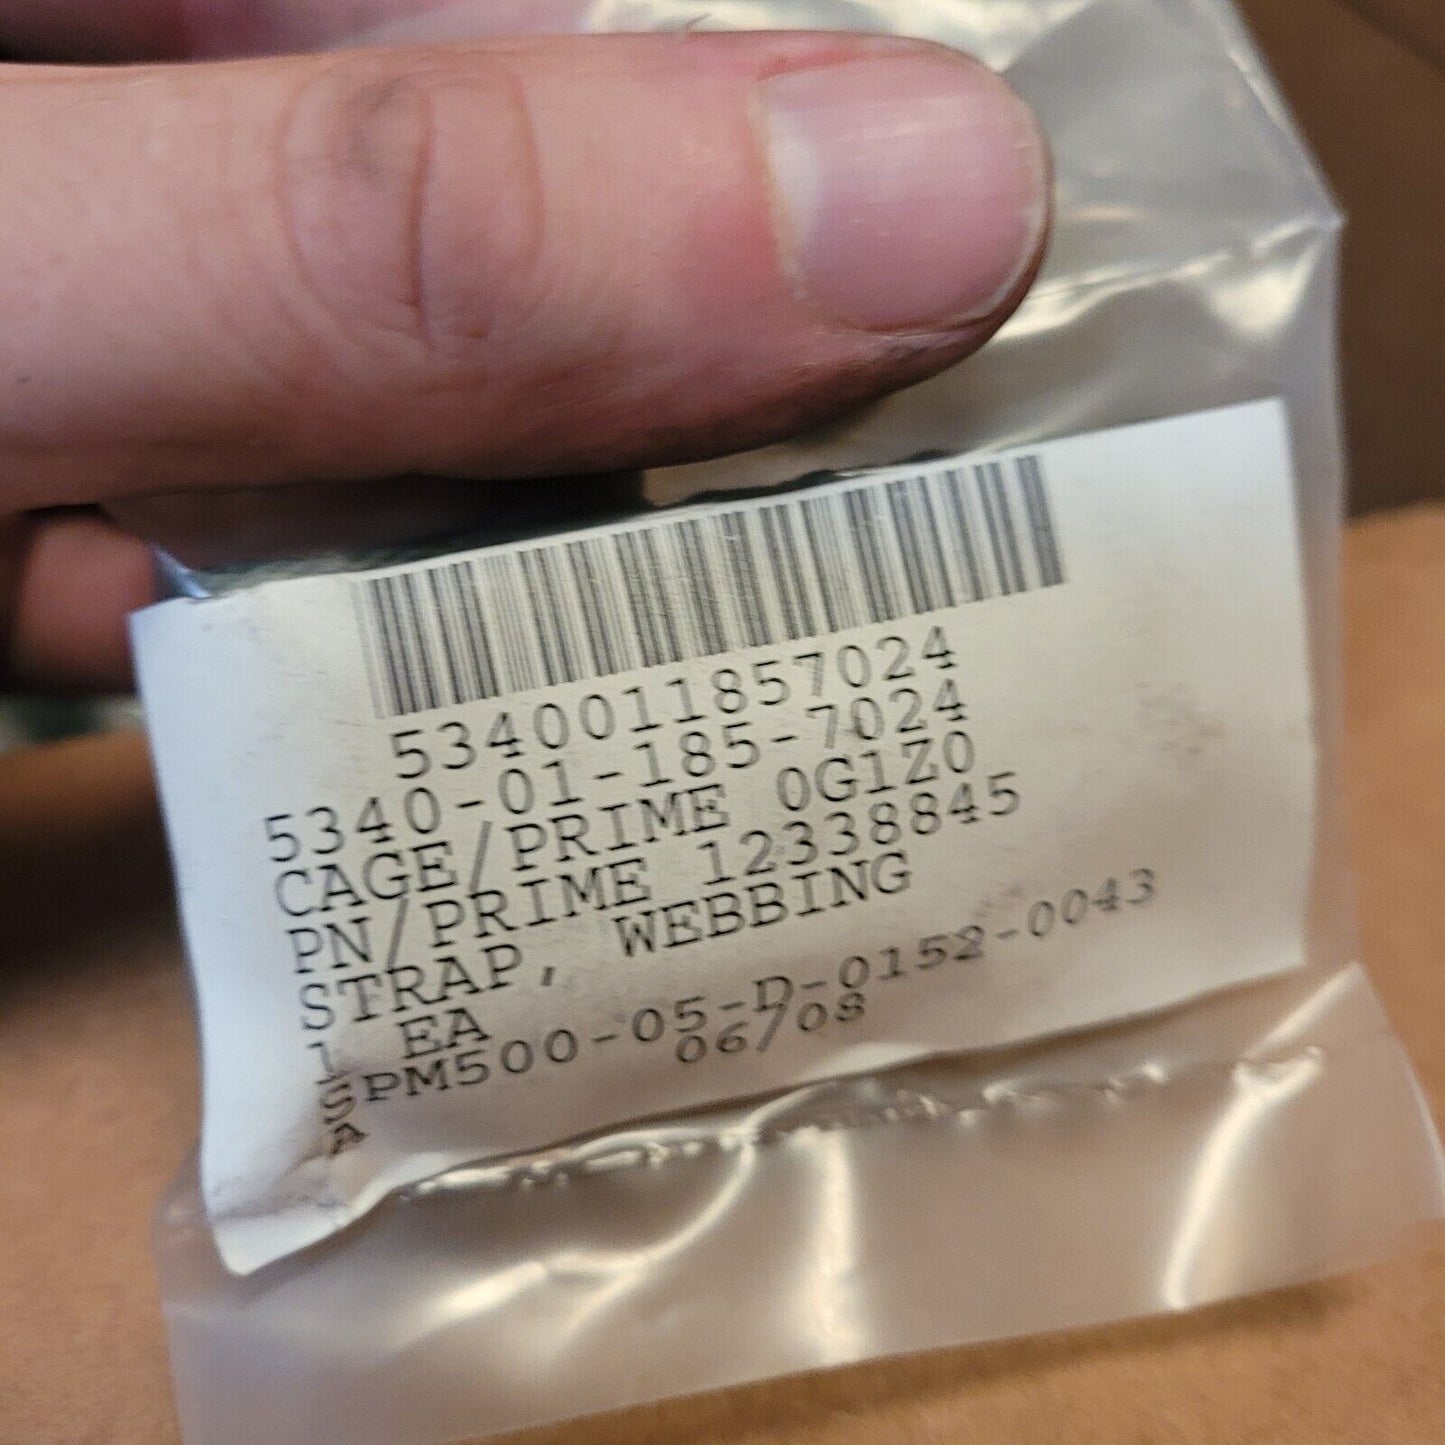 5340011857024
5340-01-185-7024
CAGE/PRIME 0G1Z0
PN/PRIME 12338845
STRAP, WEBBING
1 EA
SPM500-05-D-0152-0043
A 06/08